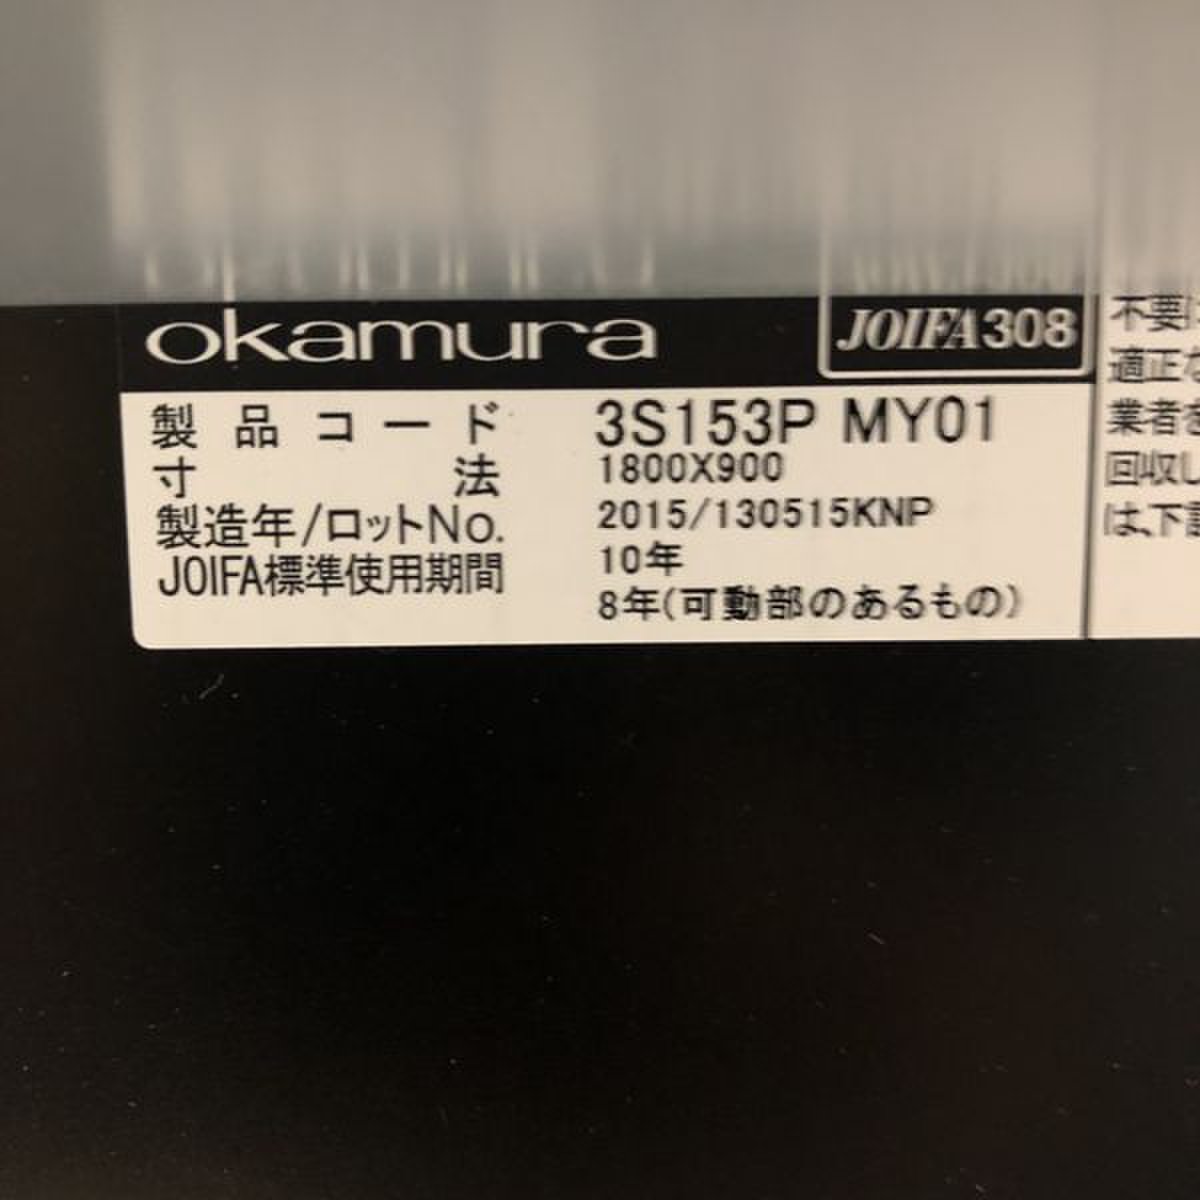 okamura
JOIFA308
製品コード 3S153P MY01
寸法 1800X900
製造年/ロットNo. 2015/130515KNP
JOIFA標準使用期間 10年
8年(可動部のあるもの)
不要
適正な
業者を
回収し
は、下記